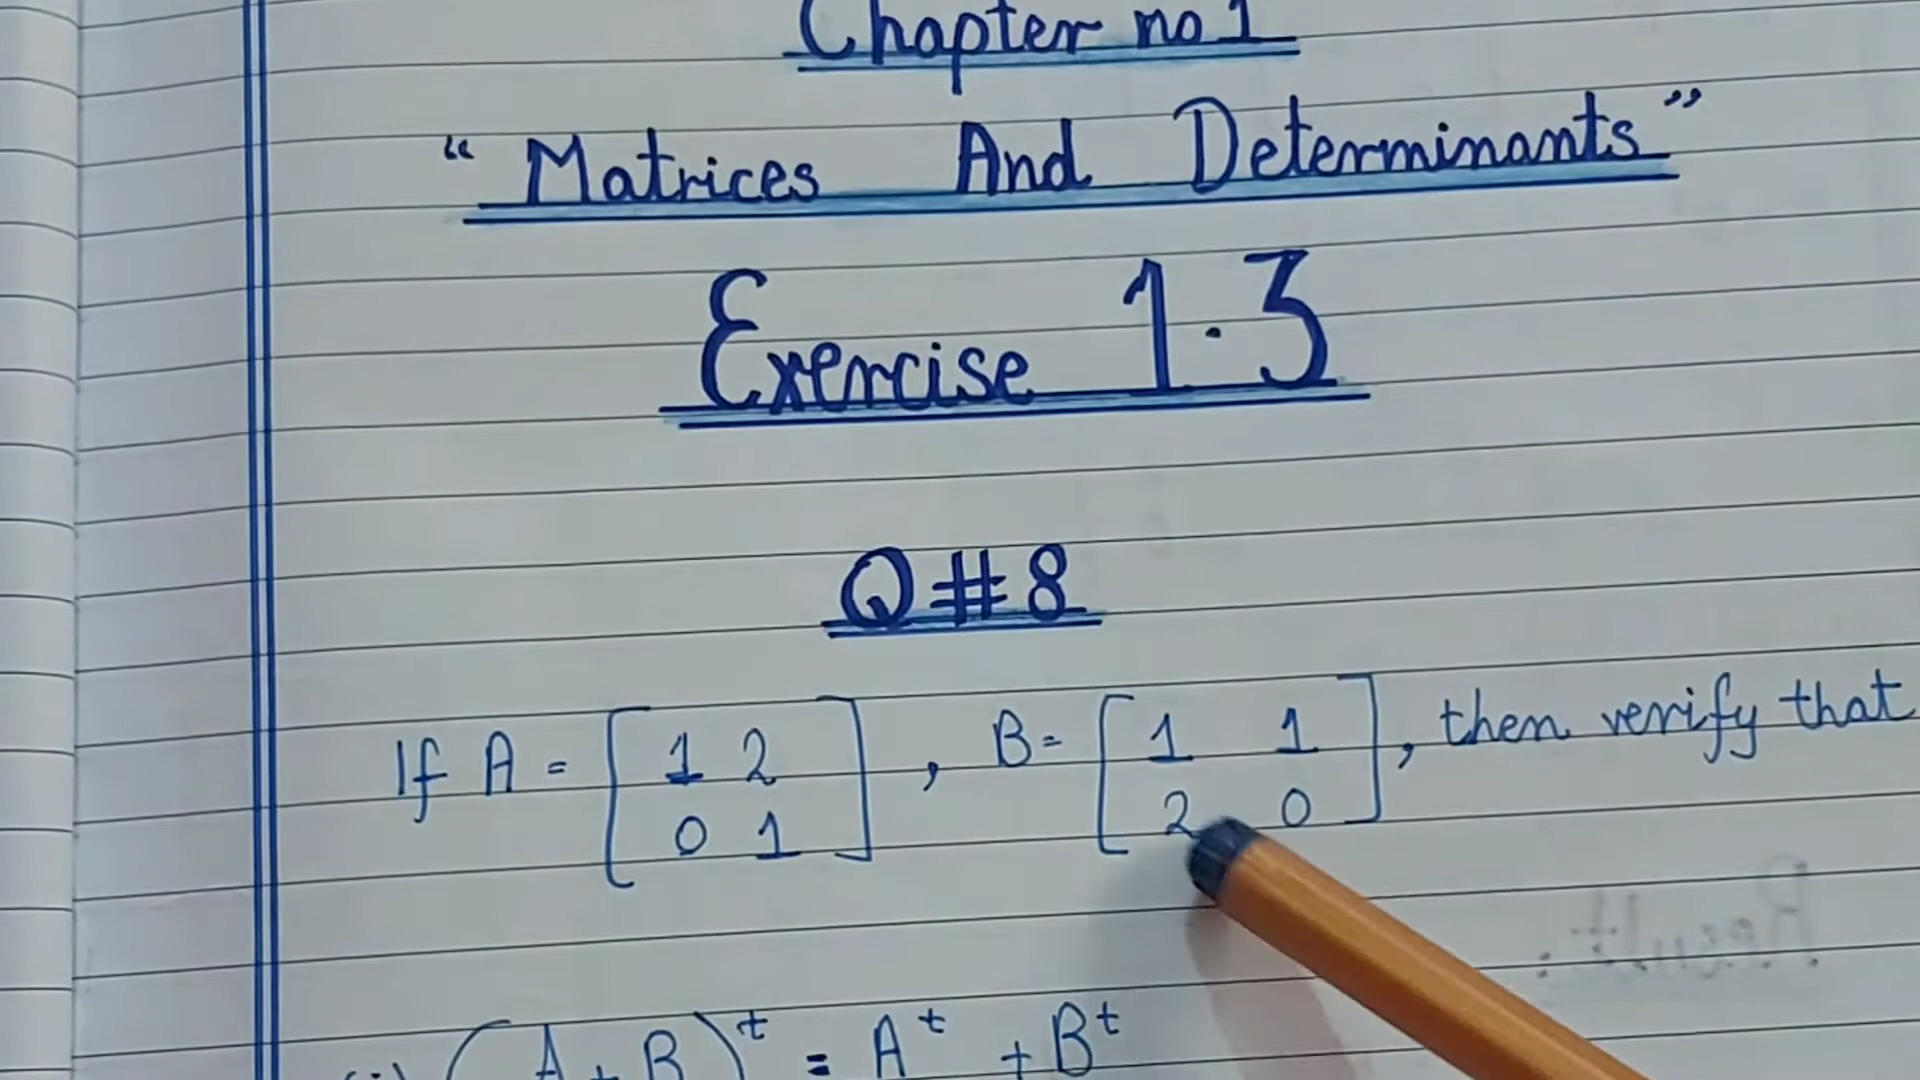 Chapter no 1
“ Matrices And Determinants ”
Exercise 1.3
Q#8
If A = [ 1 2 ] , B = [ 1 1 ] , then verify that
0 1 2 0
(i) (A + B)^t = A^t + B^t
Result: